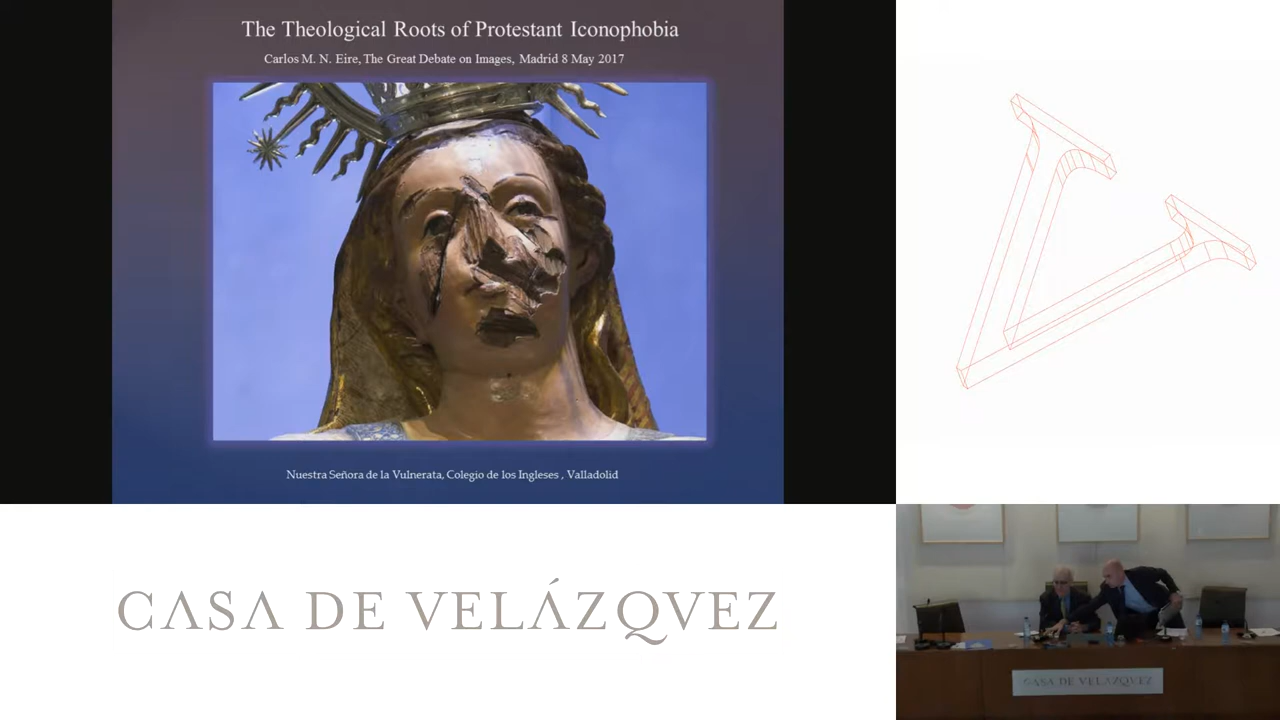 The Theological Roots of Protestant Iconophobia
Carlos M. N. Eire, The Great Debate on Images, Madrid 8 May 2017
Nuestra Señora de la Vulnerata, Colegio de los Ingleses , Valladolid
CASA DE VELÁZQVEZ
CASA DE VELÁZQVEZ